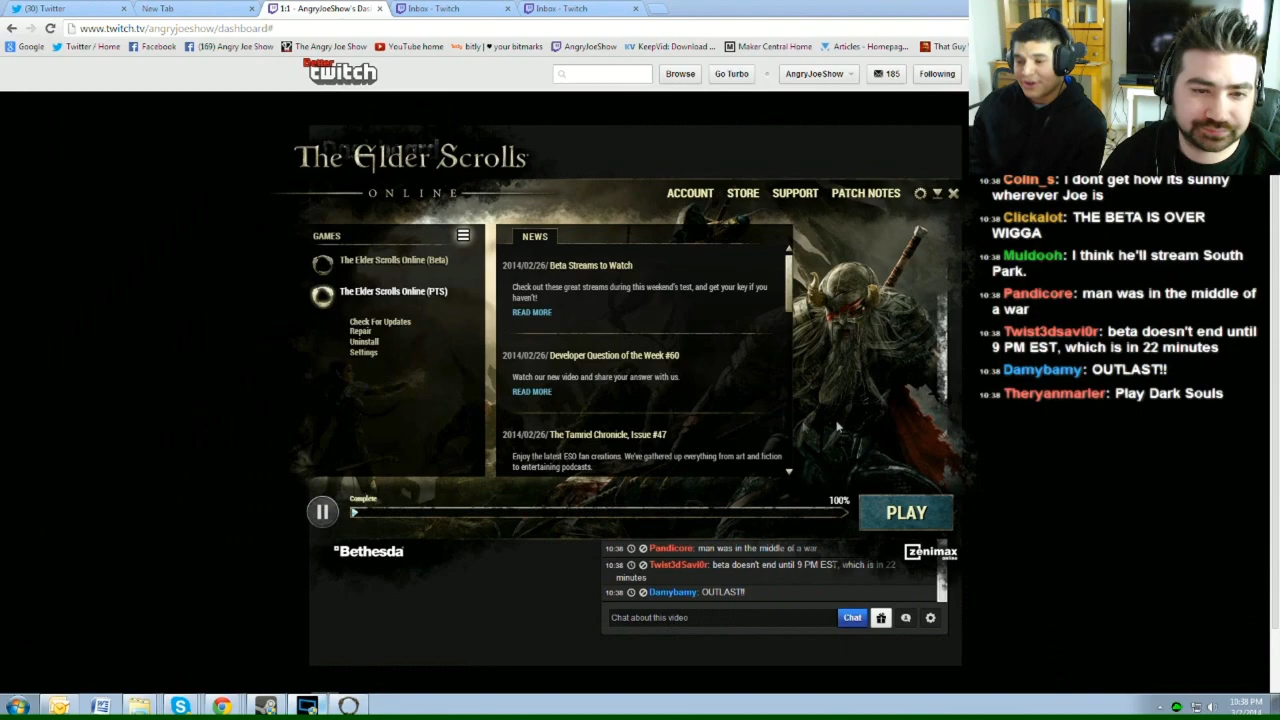 (30) Twitter
New Tab
1:1 - AngryJoeShow's Das
Inbox - Twitch
Inbox - Twitch
www.twitch.tv/angryjoeshow/dashboard#
Google
Twitter / Home
Facebook
(169) Angry Joe Show
The Angry Joe Show
YouTube home
bitly | ♥ your bitmarks
AngryJoeShow
KV KeepVid: Download ...
Maker Central Home
Articles - Homepag...
That Guy
Better
twitch
Browse
Go Turbo
AngryJoeShow
185
Following
The Elder Scrolls
ONLINE
ACCOUNT
STORE
SUPPORT
PATCH NOTES
GAMES
The Elder Scrolls Online (Beta)
The Elder Scrolls Online (PTS)
Check For Updates
Repair
Uninstall
Settings
NEWS
2014/02/26/ Beta Streams to Watch
Check out these great streams during this weekend's test, and get your key if you
haven't!
READ MORE
2014/02/26/ Developer Question of the Week #60
Watch our new video and share your answer with us.
READ MORE
2014/02/26/ The Tamriel Chronicle, Issue #47
Enjoy the latest ESO fan creations. We've gathered up everything from art and fiction
to entertaining podcasts.
Complete
100%
PLAY
Bethesda
zenimax
online
10:38 Pandicore: man was in the middle of a war
10:38 Twist3dSavi0r: beta doesn't end until 9 PM EST, which is in 22
minutes
10:38 Damybamy: OUTLAST!!
Chat about this video
Chat
10:38 Colin_s: I dont get how its sunny
wherever Joe is
10:38 Clickalot: THE BETA IS OVER
WIGGA
10:38 Muldooh: I think he'll stream South
Park.
10:38 Pandicore: man was in the middle of
a war
10:38 Twist3dsavi0r: beta doesn't end until
9 PM EST, which is in 22 minutes
10:38 Damybamy: OUTLAST!!
10:38 Theryanmarler: Play Dark Souls
10:38 PM
3/2/2014